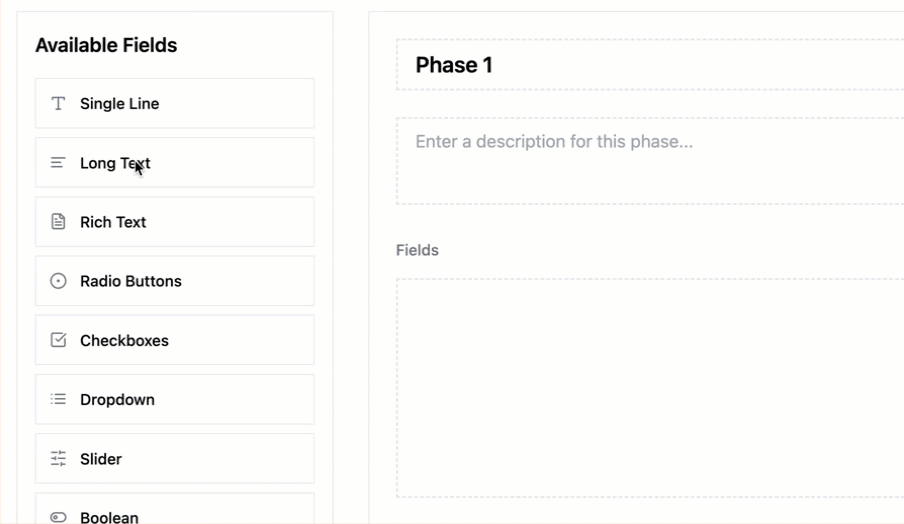 Available Fields
Single Line
Long Text
Rich Text
Radio Buttons
Checkboxes
Dropdown
Slider
Boolean
Phase 1
Enter a description for this phase...
Fields